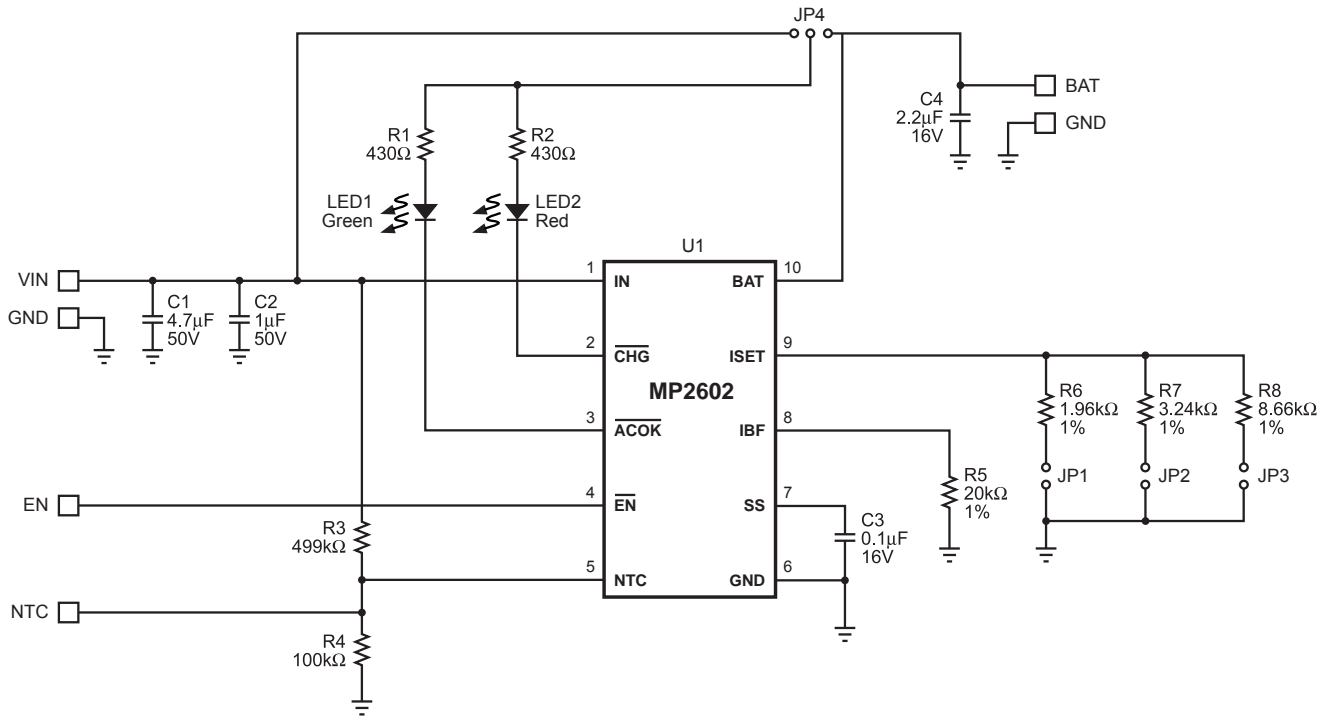 JP4
BAT
C4
2.2µF
16V
GND
R1
430Ω
R2
430Ω
LED1
Green
LED2
Red
U1
VIN
GND
C1
4.7µF
50V
C2
1µF
50V
1
IN
BAT
10
2
CHG
ISET
9
MP2602
3
ACOK
IBF
8
4
EN
SS
7
5
NTC
GND
6
R6
1.96kΩ
1%
R7
3.24kΩ
1%
R8
8.66kΩ
1%
JP1
JP2
JP3
R5
20kΩ
1%
C3
0.1µF
16V
EN
R3
499kΩ
NTC
R4
100kΩ